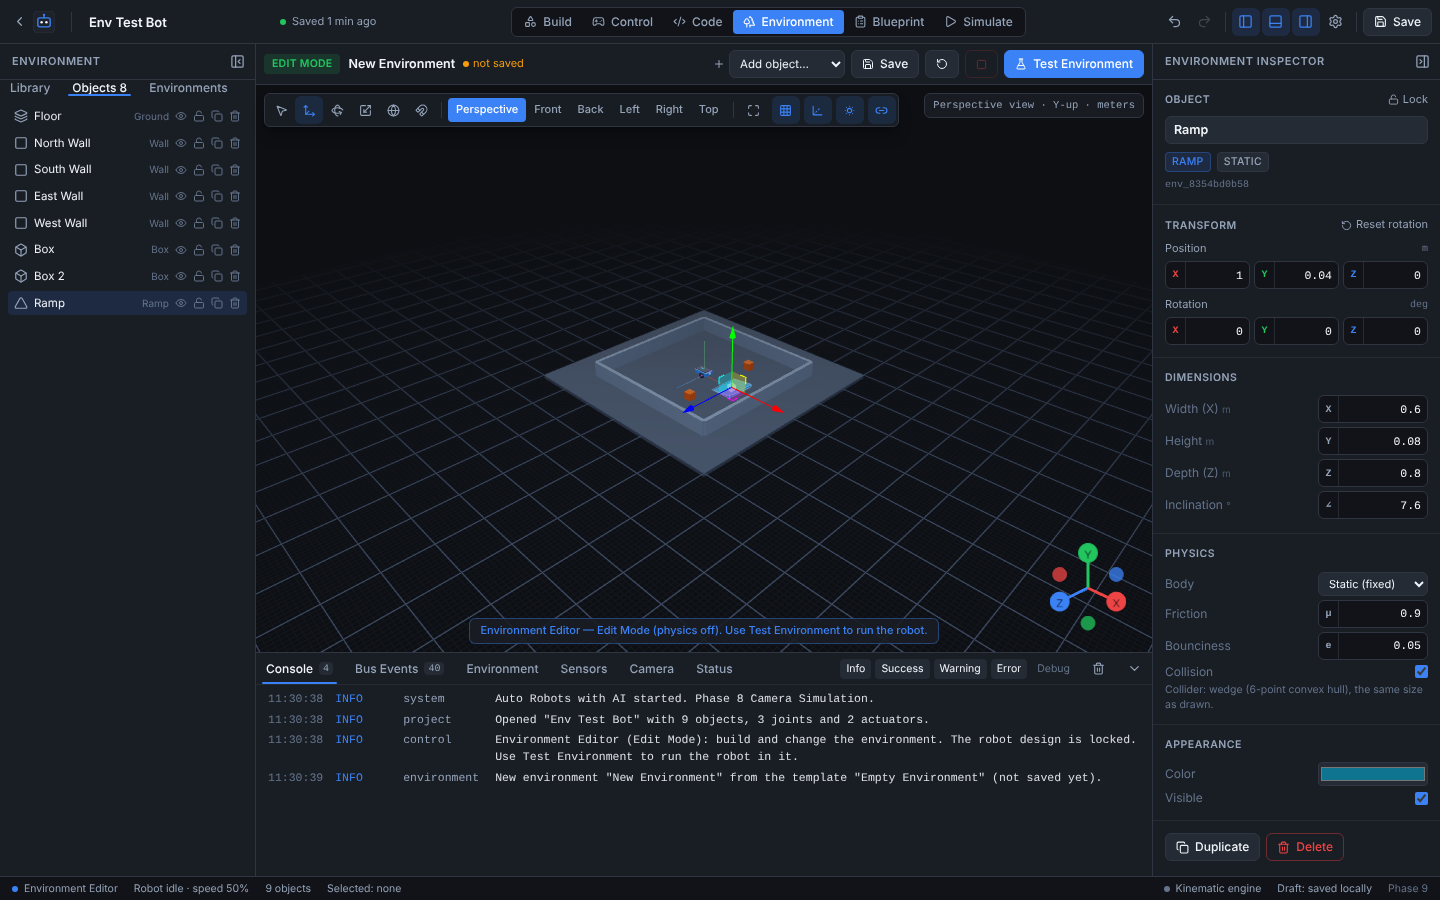 Env Test Bot
Saved 1 min ago
Build
Control
Code
Environment
Blueprint
Simulate
Save
ENVIRONMENT
Library
Objects 8
Environments
Floor Ground
North Wall Wall
South Wall Wall
East Wall Wall
West Wall Wall
Box Box
Box 2 Box
Ramp Ramp
EDIT MODE
New Environment
not saved
Add object...
Save
Test Environment
Perspective
Front
Back
Left
Right
Top
Perspective view · Y-up · meters
Y
Z
X
Environment Editor — Edit Mode (physics off). Use Test Environment to run the robot.
Console 4
Bus Events 40
Environment
Sensors
Camera
Status
Info
Success
Warning
Error
Debug
11:30:38 INFO system Auto Robots with AI started. Phase 8 Camera Simulation.
11:30:38 INFO project Opened "Env Test Bot" with 9 objects, 3 joints and 2 actuators.
11:30:38 INFO control Environment Editor (Edit Mode): build and change the environment. The robot design is locked.
Use Test Environment to run the robot in it.
11:30:39 INFO environment New environment "New Environment" from the template "Empty Environment" (not saved yet).
ENVIRONMENT INSPECTOR
OBJECT
Lock
Ramp
RAMP
STATIC
env_8354bd0b58
TRANSFORM
Reset rotation
Position m
X 1 Y 0.04 Z 0
Rotation deg
X 0 Y 0 Z 0
DIMENSIONS
Width (X) m X 0.6
Height m Y 0.08
Depth (Z) m Z 0.8
Inclination ° ∠ 7.6
PHYSICS
Body Static (fixed)
Friction μ 0.9
Bounciness e 0.05
Collision
Collider: wedge (6-point convex hull), the same size
as drawn.
APPEARANCE
Color
Visible
Duplicate
Delete
Environment Editor
Robot idle · speed 50%
9 objects
Selected: none
Kinematic engine
Draft: saved locally
Phase 9